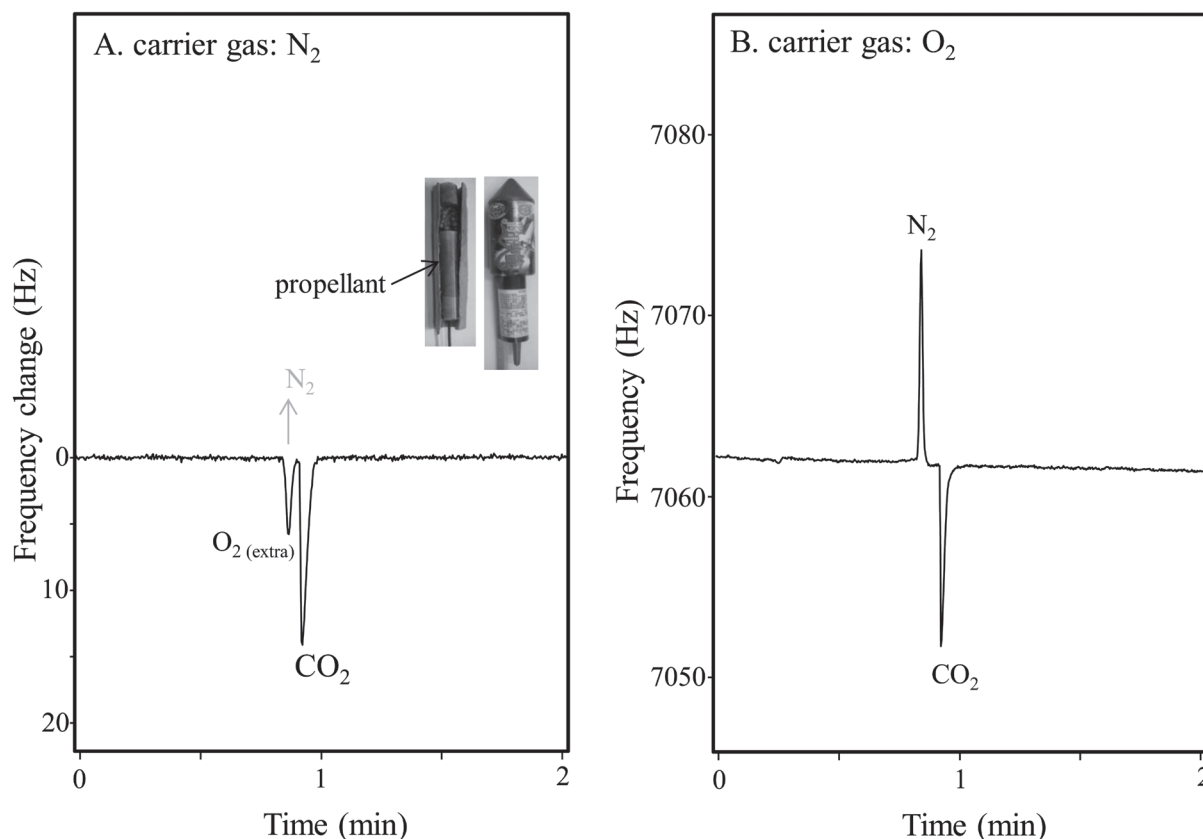 A. carrier gas: N₂
propellant
N₂
O₂ (extra)
CO₂
Frequency change (Hz)
0
10
20
0
1
2
Time (min)
B. carrier gas: O₂
7080
7070
7060
7050
N₂
CO₂
Frequency (Hz)
0
1
2
Time (min)